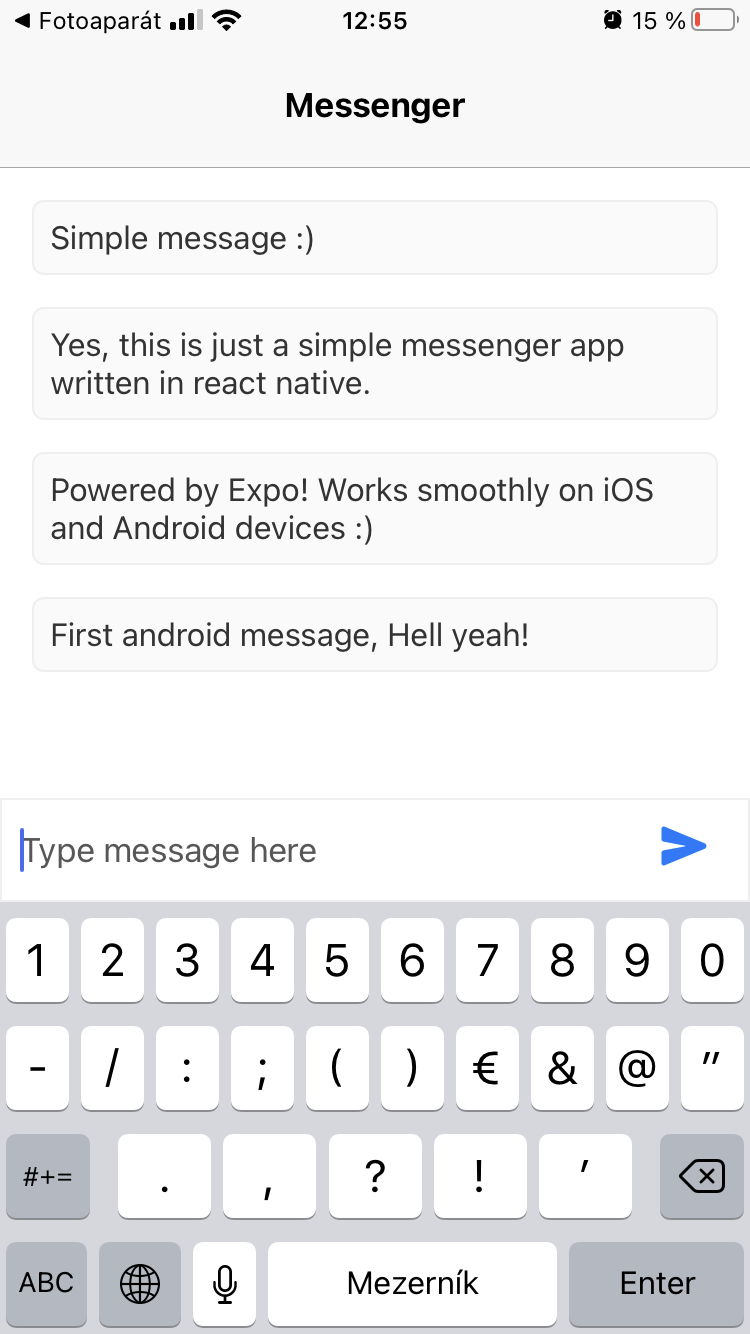 ◀ Fotoaparát 12:55 15 %
Messenger
Simple message :)
Yes, this is just a simple messenger app
written in react native.
Powered by Expo! Works smoothly on iOS
and Android devices :)
First android message, Hell yeah!
Type message here
1 2 3 4 5 6 7 8 9 0
- / : ; ( ) € & @ "
#+= . , ? ! '
ABC Mezerník Enter